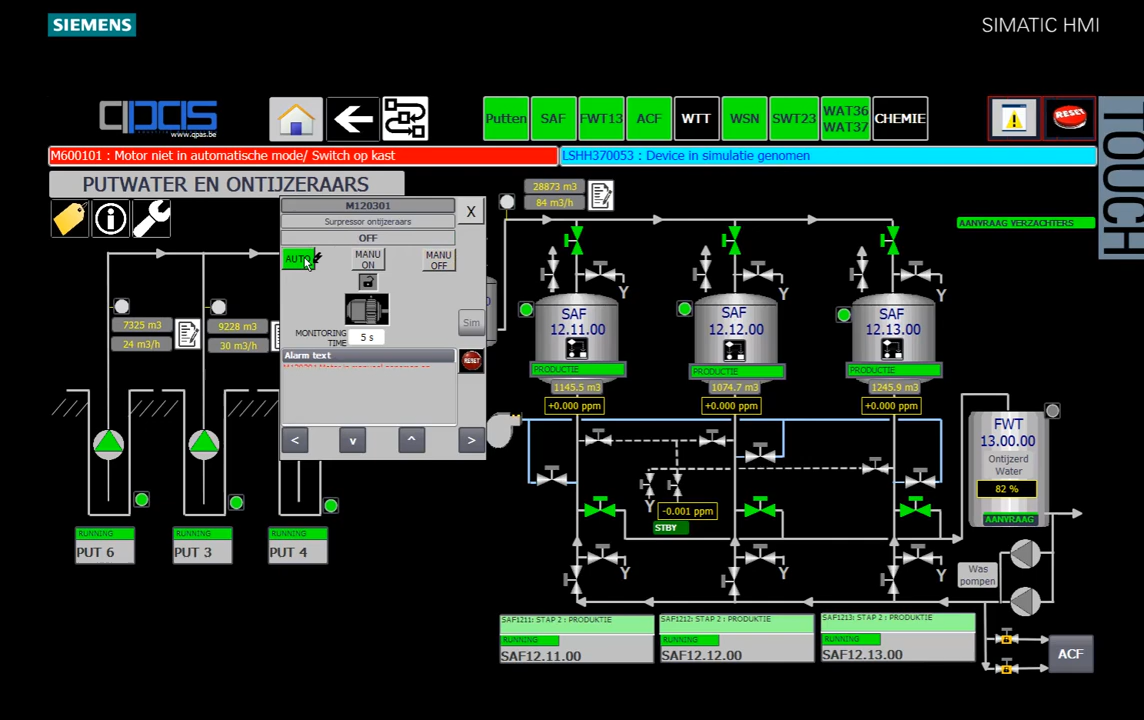 SIEMENS
SIMATIC HMI
qpas
www.qpas.be
Putten
SAF
FWT13
ACF
WTT
WSN
SWT23
WAT36
WAT37
CHEMIE
RESET
TOUCH
M600101 : Motor niet in automatische mode/ Switch op kast
LSHH370053 : Device in simulatie genomen
PUTWATER EN ONTIJZERAARS
M120301
X
Surpressor ontijzeraars
OFF
AUTO
MANU
ON
MANU
OFF
Sim
MONITORING
TIME
5 s
Alarm text
RESET
<
v
^
>
28873 m3
84 m3/h
AANVRAAG VERZACHTERS
7325 m3
24 m3/h
9228 m3
30 m3/h
SAF
12.11.00
PRODUCTIE
1145.5 m3
+0.000 ppm
SAF
12.12.00
PRODUCTIE
1074.7 m3
+0.000 ppm
SAF
12.13.00
PRODUCTIE
1245.9 m3
+0.000 ppm
Y
Y
Y
FWT
13.00.00
Ontijzerd
Water
82 %
AANVRAAG
M
Y
-0.001 ppm
STBY
RUNNING
PUT 6
RUNNING
PUT 3
RUNNING
PUT 4
Y
Y
Y
Was
pompen
SAF1211: STAP 2 : PRODUKTIE
RUNNING
SAF12.11.00
SAF1212: STAP 2 : PRODUKTIE
RUNNING
SAF12.12.00
SAF1213: STAP 2 : PRODUKTIE
RUNNING
SAF12.13.00
ACF